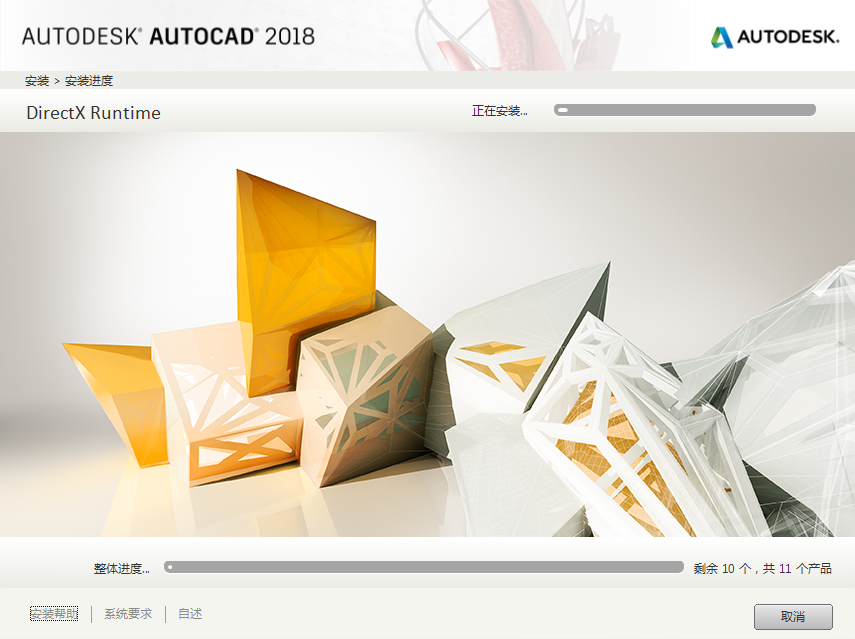 AUTODESK® AUTOCAD® 2018
AUTODESK.
安装 > 安装进度
DirectX Runtime
正在安装...
整体进度...
剩余 10 个，共 11 个产品
安装帮助
系统要求
自述
取消